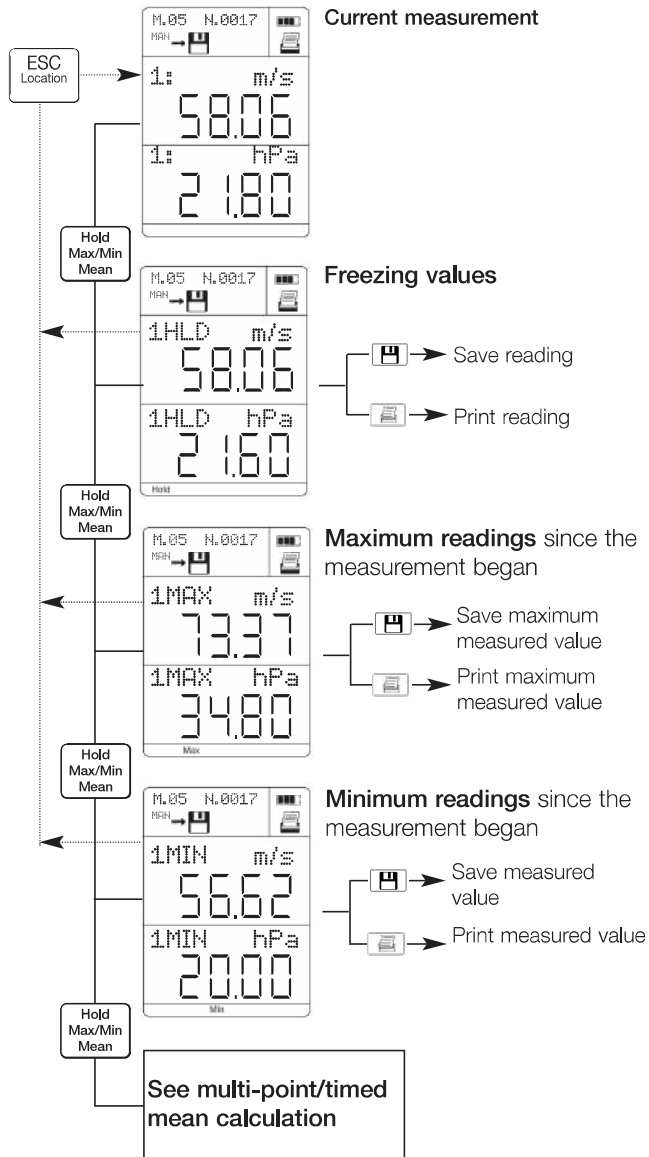 M.05 N.0017
MAN
Current measurement
ESC
Location
1: m/s
58.06
1: hPa
21.80
Hold
Max/Min
Mean
M.05 N.0017
MAN
Freezing values
1HLD m/s
58.06
1HLD hPa
21.60
Hold
Save reading
Print reading
Hold
Max/Min
Mean
M.05 N.0017
MAN
Maximum readings since the
measurement began
1MAX m/s
73.37
1MAX hPa
34.80
Max
Save maximum
measured value
Print maximum
measured value
Hold
Max/Min
Mean
M.05 N.0017
MAN
Minimum readings since the
measurement began
1MIN m/s
56.62
1MIN hPa
20.00
Min
Save measured
value
Print measured value
Hold
Max/Min
Mean
See multi-point/timed
mean calculation